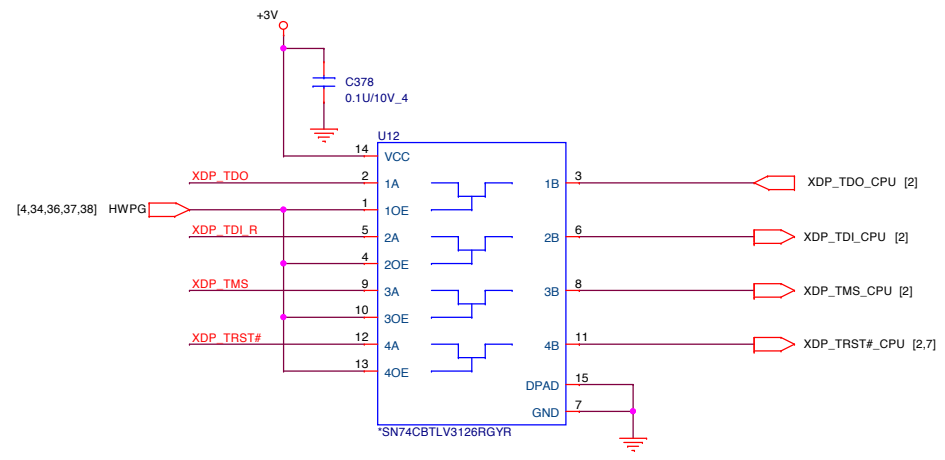 +3V
C378
0.1U/10V_4
U12
14 VCC
XDP_TDO 2 1A 1B 3 XDP_TDO_CPU [2]
[4,34,36,37,38] HWPG 1 1OE
XDP_TDI_R 5 2A 2B 6 XDP_TDI_CPU [2]
4 2OE
XDP_TMS 9 3A 3B 8 XDP_TMS_CPU [2]
10 3OE
XDP_TRST# 12 4A 4B 11 XDP_TRST#_CPU [2,7]
13 4OE
DPAD 15
GND 7
*SN74CBTLV3126RGYR